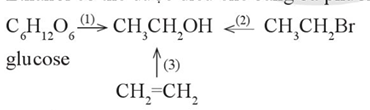 C₆H₁₂O₆ (1)⟹ CH₃CH₂OH ⟸(2) CH₃CH₂Br
glucose
↑(3)
CH₂=CH₂